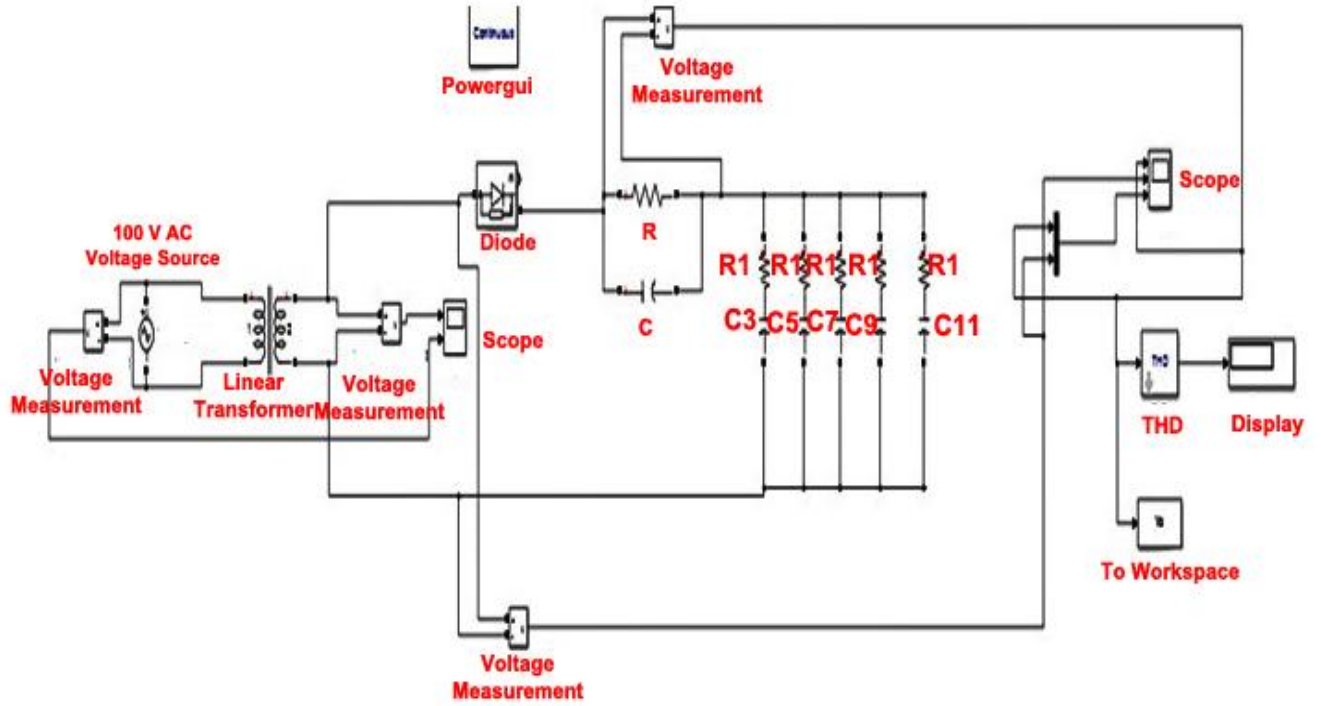 Continuous
Powergui
Voltage
Measurement
Scope
Diode
R
C
100 V AC
Voltage Source
R1 R1 R1 R1 R1
C3 C5 C7 C9 C11
Scope
Voltage
Measurement
Linear
Transformer
Voltage
Measurement
THD
THD
Display
To Workspace
Voltage
Measurement